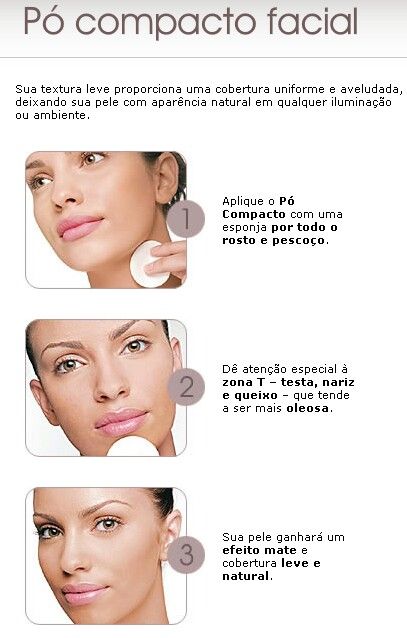 Pó compacto facial
Sua textura leve proporciona uma cobertura uniforme e aveludada,
deixando sua pele com aparência natural em qualquer iluminação
ou ambiente.
1
Aplique o Pó
Compacto com uma
esponja por todo o
rosto e pescoço.
2
Dê atenção especial à
zona T – testa, nariz
e queixo – que tende
a ser mais oleosa.
3
Sua pele ganhará um
efeito mate e
cobertura leve e
natural.